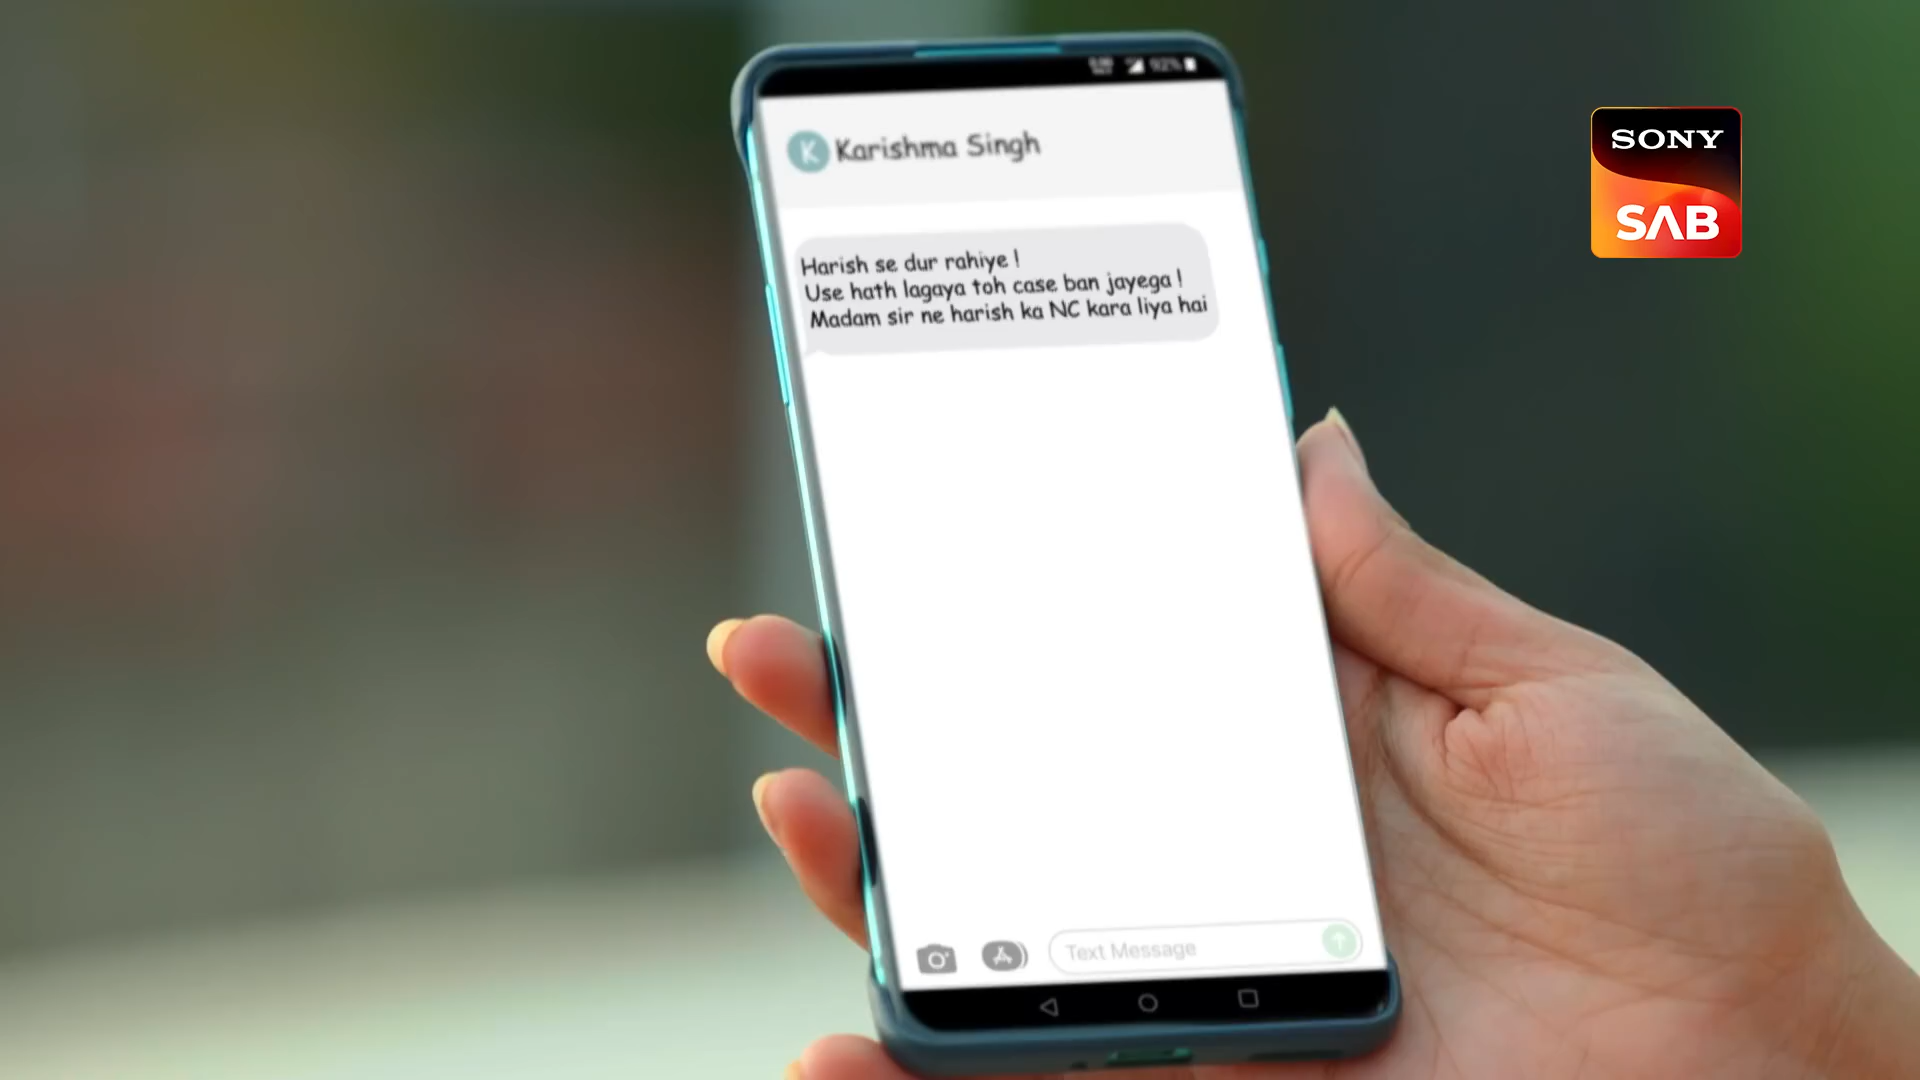 92%
K Karishma Singh
Harish se dur rahiye !
Use hath lagaya toh case ban jayega !
Madam sir ne harish ka NC kara liya hai
Text Message
SONY
SAB